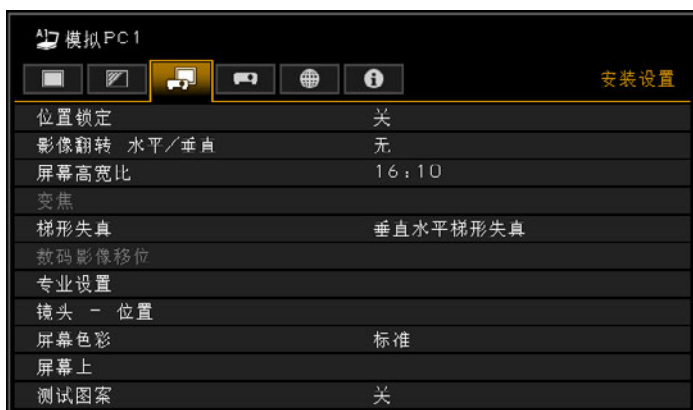 模拟PC1
安装设置
位置锁定 关
影像翻转 水平/垂直 无
屏幕高宽比 16:10
变焦
梯形失真 垂直水平梯形失真
数码影像移位
专业设置
镜头 - 位置
屏幕色彩 标准
屏幕上
测试图案 关